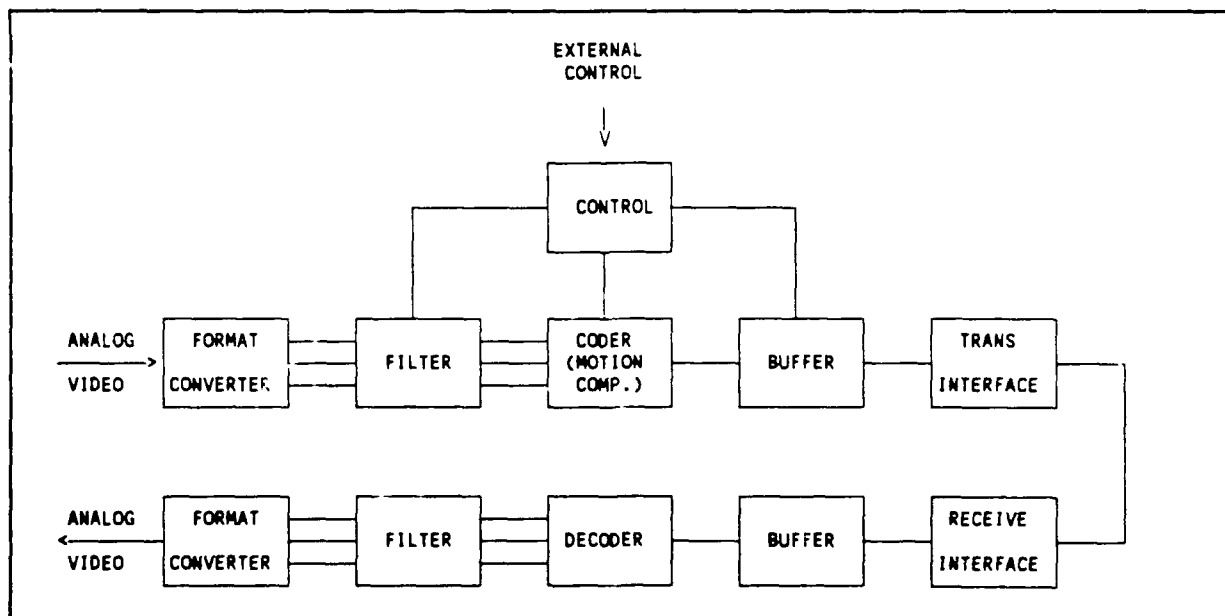 EXTERNAL
CONTROL
CONTROL
ANALOG
VIDEO
FORMAT
CONVERTER
FILTER
CODER
(MOTION
COMP.)
BUFFER
TRANS
INTERFACE
ANALOG
VIDEO
FORMAT
CONVERTER
FILTER
DECODER
BUFFER
RECEIVE
INTERFACE